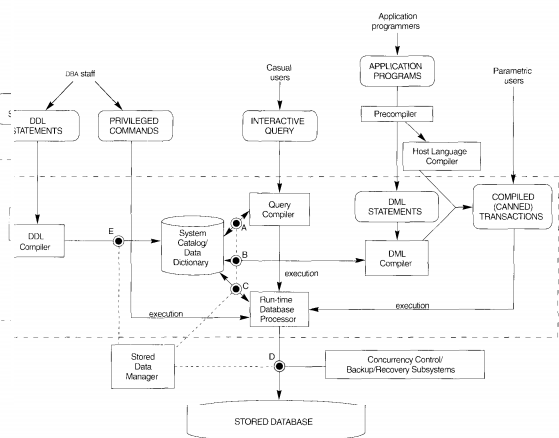 Application
programmers
DBA staff
Casual
users
APPLICATION
PROGRAMS
Parametric
users
DDL
STATEMENTS
PRIVILEGED
COMMANDS
INTERACTIVE
QUERY
Precompiler
Host Language
Compiler
Query
Compiler
DML
STATEMENTS
COMPILED
(CANNED)
TRANSACTIONS
DDL
Compiler
E
System
Catalog/
Data
Dictionary
A
B
C
DML
Compiler
execution
Run-time
Database
Processor
execution
execution
Stored
Data
Manager
D
Concurrency Control/
Backup/Recovery Subsystems
STORED DATABASE